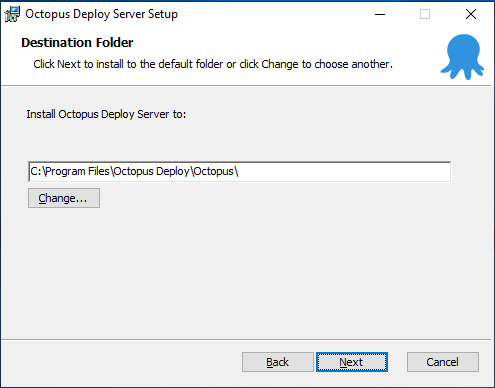 Octopus Deploy Server Setup
Destination Folder
Click Next to install to the default folder or click Change to choose another.
Install Octopus Deploy Server to:
C:\Program Files\Octopus Deploy\Octopus\
Change...
Back Next Cancel